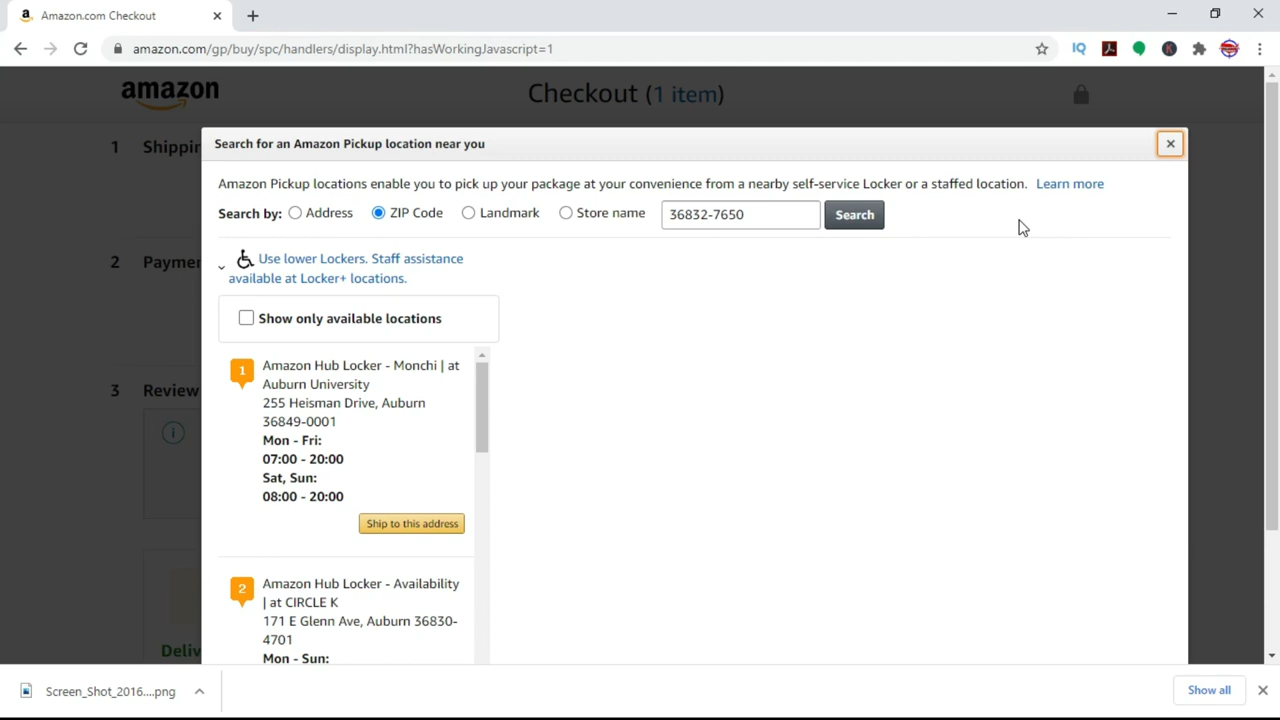 Amazon.com Checkout
amazon.com/gp/buy/spc/handlers/display.html?hasWorkingJavascript=1
IQ
K
amazon
Checkout (1 item)
1 Shippin
Search for an Amazon Pickup location near you
Amazon Pickup locations enable you to pick up your package at your convenience from a nearby self-service Locker or a staffed location. Learn more
Search by: Address ZIP Code Landmark Store name 36832-7650 Search
2 Payme
Use lower Lockers. Staff assistance
available at Locker+ locations.
Show only available locations
3 Review
1 Amazon Hub Locker - Monchi | at
Auburn University
255 Heisman Drive, Auburn
36849-0001
Mon - Fri:
07:00 - 20:00
Sat, Sun:
08:00 - 20:00
Ship to this address
2 Amazon Hub Locker - Availability
| at CIRCLE K
171 E Glenn Ave, Auburn 36830-
4701
Mon - Sun:
Deliv
Screen_Shot_2016....png
Show all